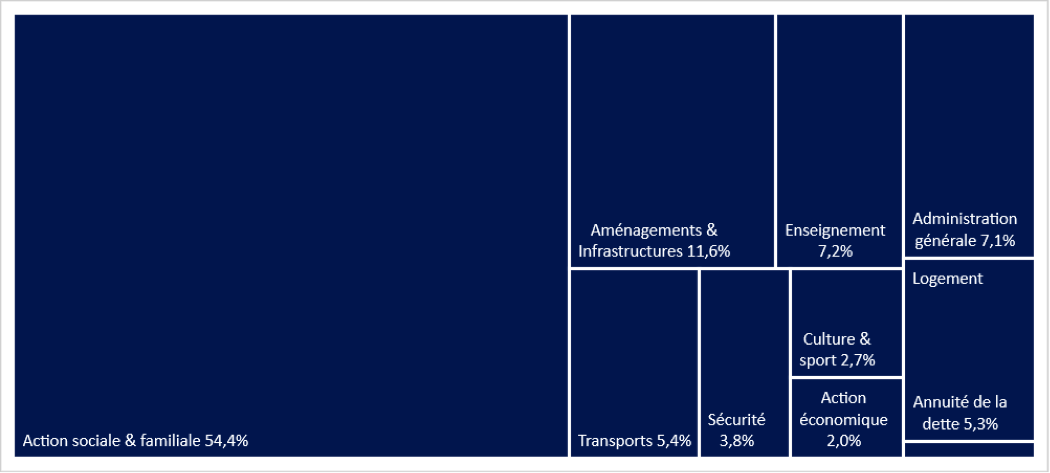 Aménagements &
Infrastructures 11,6%
Enseignement
7,2%
Administration
générale 7,1%
Logement
Culture &
sport 2,7%
Action
économique
2,0%
Annuité de la
dette 5,3%
Sécurité
3,8%
Transports 5,4%
Action sociale & familiale 54,4%